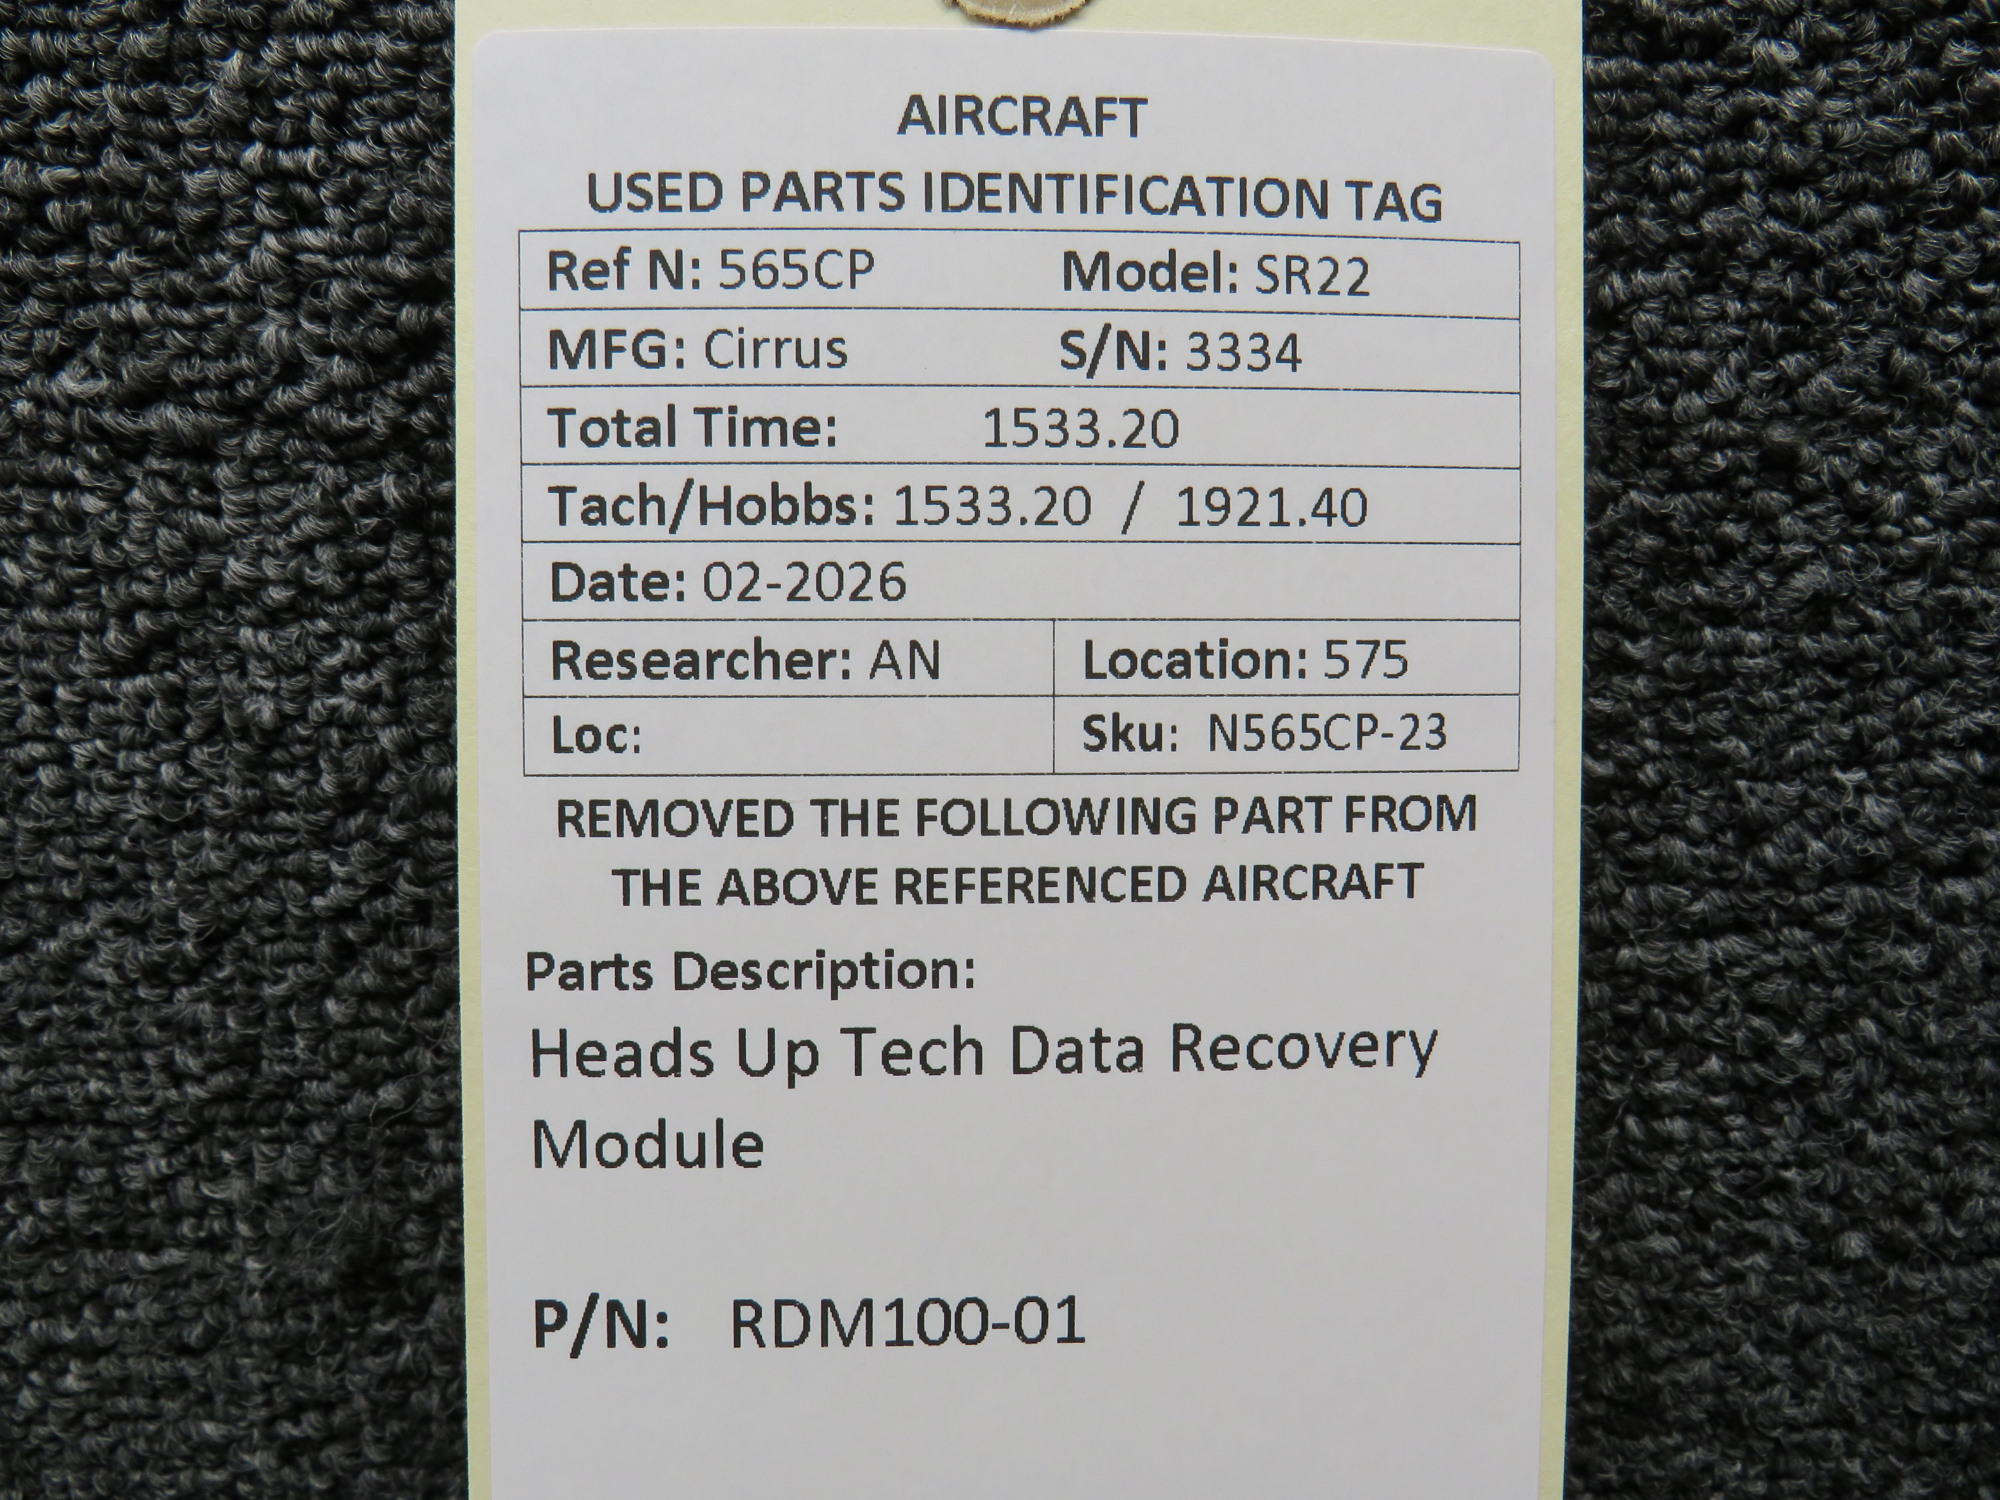 AIRCRAFT
USED PARTS IDENTIFICATION TAG
Ref N: 565CP Model: SR22
MFG: Cirrus S/N: 3334
Total Time: 1533.20
Tach/Hobbs: 1533.20 / 1921.40
Date: 02-2026
Researcher: AN Location: 575
Loc: Sku: N565CP-23
REMOVED THE FOLLOWING PART FROM
THE ABOVE REFERENCED AIRCRAFT
Parts Description:
Heads Up Tech Data Recovery
Module
P/N: RDM100-01